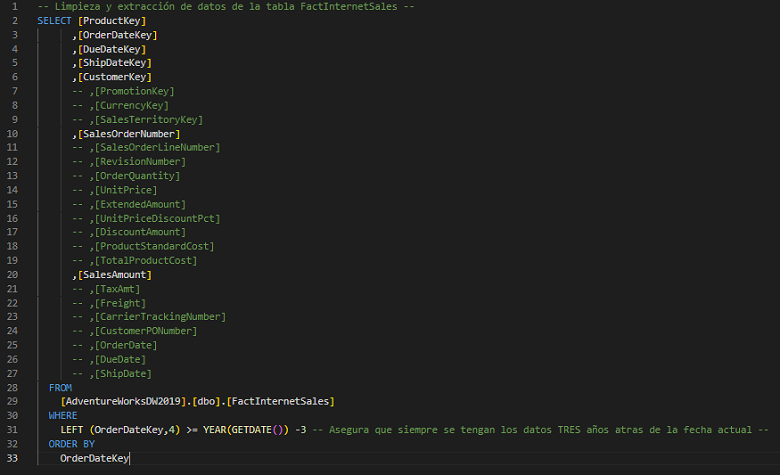 1 -- Limpieza y extracción de datos de la tabla FactInternetSales --
2 SELECT [ProductKey]
3 ,[OrderDateKey]
4 ,[DueDateKey]
5 ,[ShipDateKey]
6 ,[CustomerKey]
7 -- ,[PromotionKey]
8 -- ,[CurrencyKey]
9 -- ,[SalesTerritoryKey]
10 ,[SalesOrderNumber]
11 -- ,[SalesOrderLineNumber]
12 -- ,[RevisionNumber]
13 -- ,[OrderQuantity]
14 -- ,[UnitPrice]
15 -- ,[ExtendedAmount]
16 -- ,[UnitPriceDiscountPct]
17 -- ,[DiscountAmount]
18 -- ,[ProductStandardCost]
19 -- ,[TotalProductCost]
20 ,[SalesAmount]
21 -- ,[TaxAmt]
22 -- ,[Freight]
23 -- ,[CarrierTrackingNumber]
24 -- ,[CustomerPONumber]
25 -- ,[OrderDate]
26 -- ,[DueDate]
27 -- ,[ShipDate]
28 FROM
29 [AdventureWorksDW2019].[dbo].[FactInternetSales]
30 WHERE
31 LEFT (OrderDateKey,4) >= YEAR(GETDATE()) -3 -- Asegura que siempre se tengan los datos TRES años atras de la fecha actual --
32 ORDER BY
33 OrderDateKey